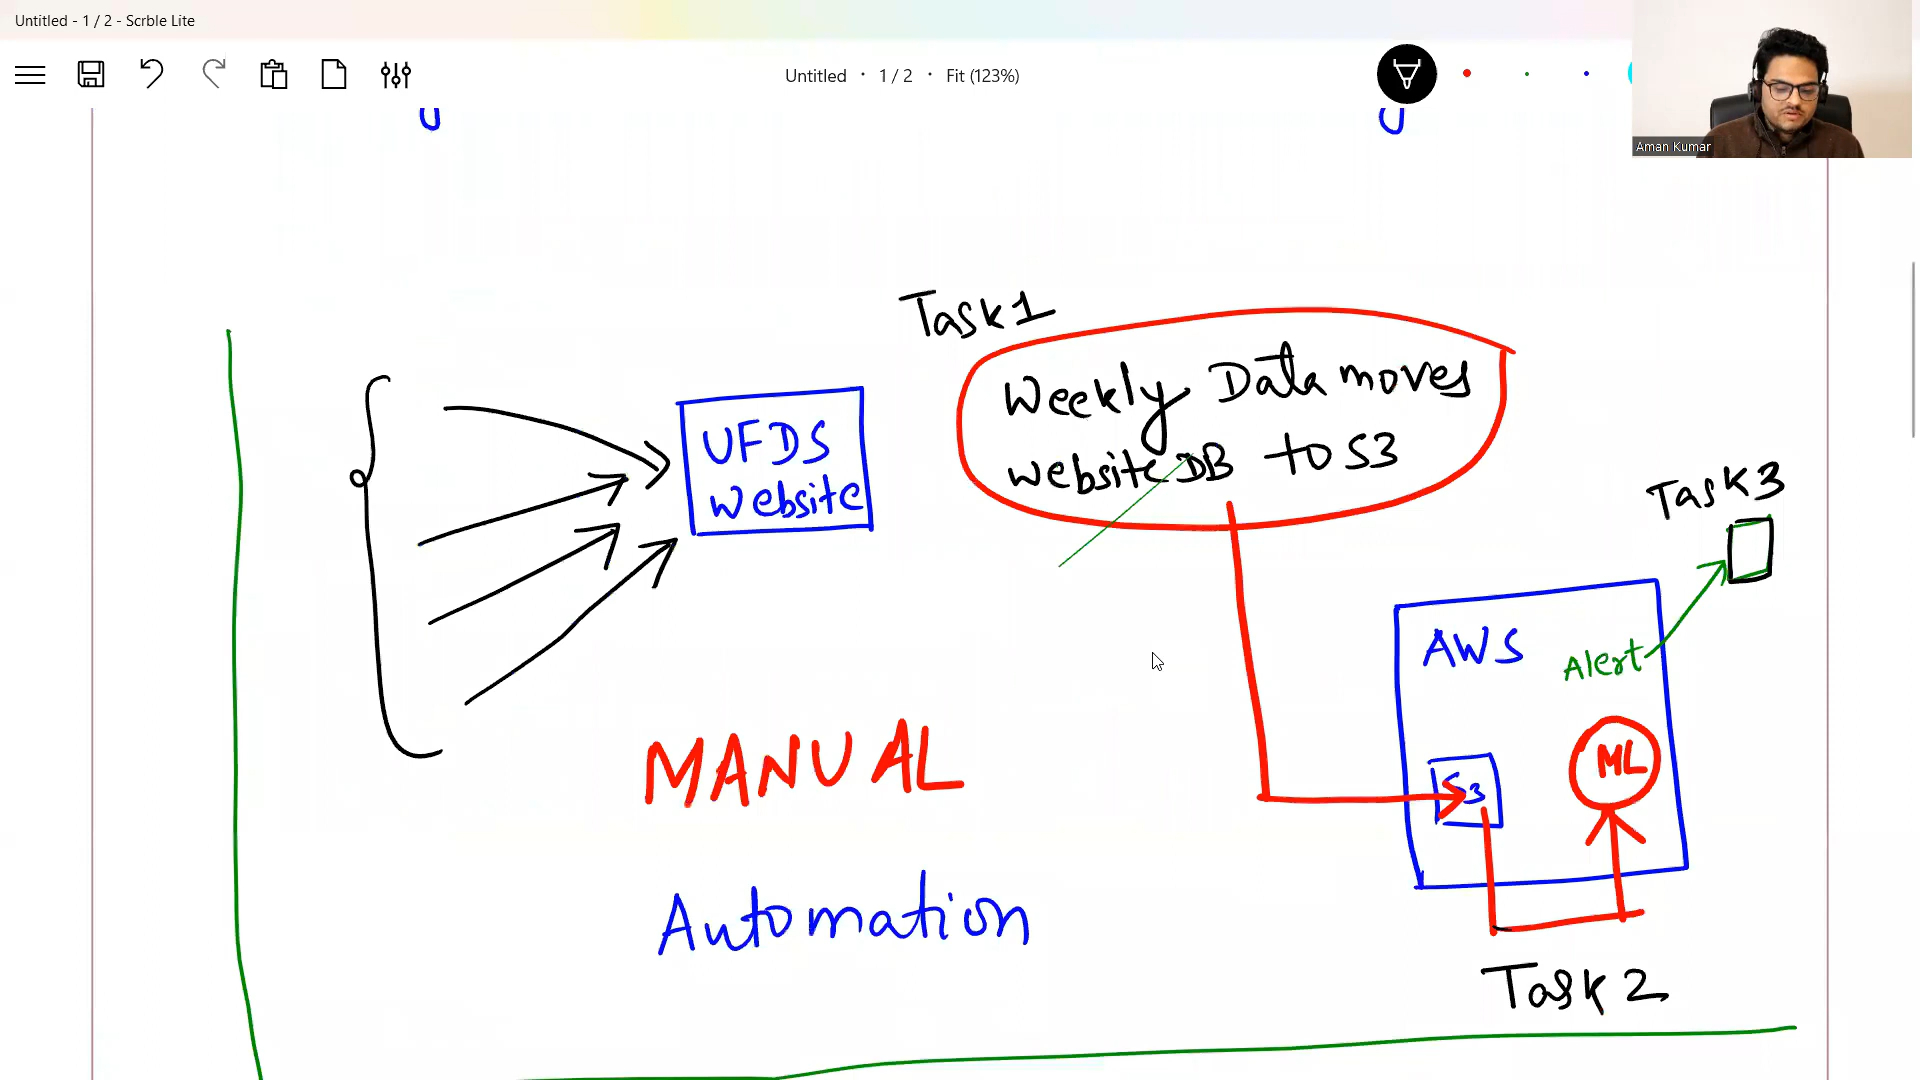 Untitled - 1 / 2 - Scrble Lite
Untitled • 1 / 2 • Fit (123%)
Aman Kumar
Task 1
Weekly Data moves
website DB to S3
UFDS
Website
Task 3
AWS
Alert
S3
ML
MANUAL
Automation
Task 2